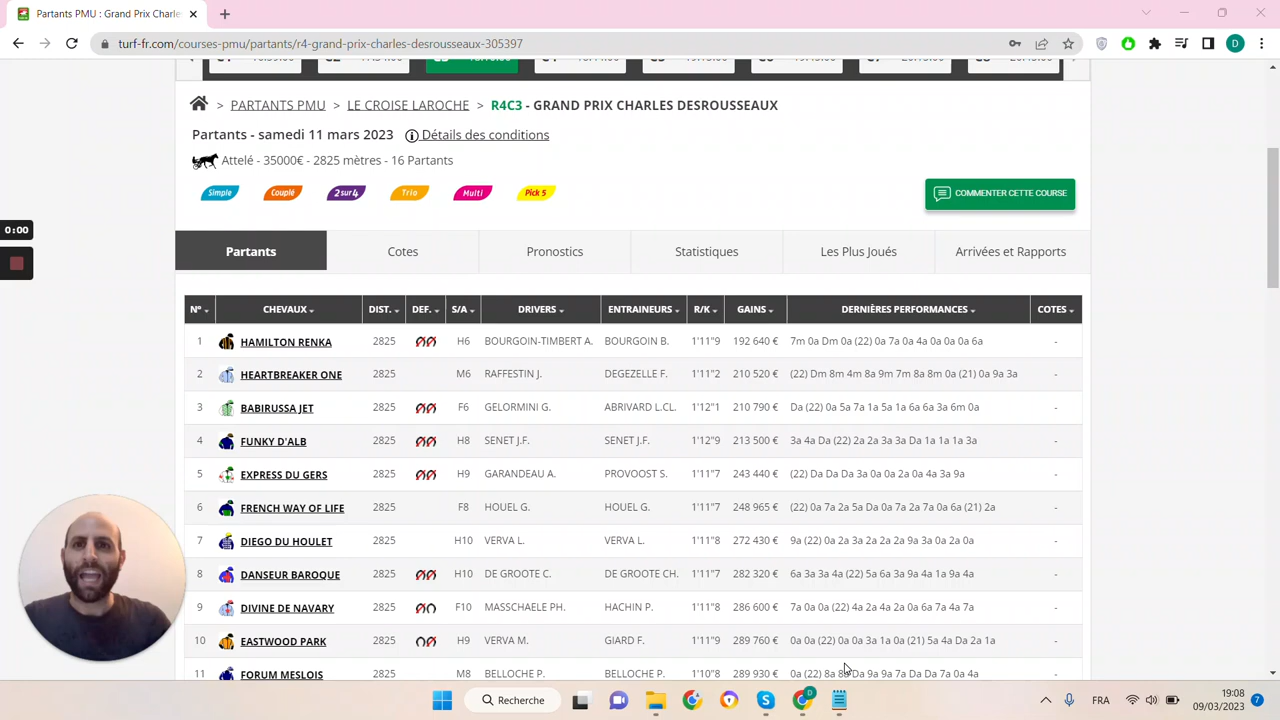 Partants PMU : Grand Prix Charle
turf-fr.com/courses-pmu/partants/r4-grand-prix-charles-desrousseaux-305397
D
PARTANTS PMU > LE CROISE LAROCHE > R4C3 - GRAND PRIX CHARLES DESROUSSEAUX
Partants - samedi 11 mars 2023 Détails des conditions
Attelé - 35000€ - 2825 mètres - 16 Partants
Simple Couplé 2sur4 Trio Multi Pick 5
COMMENTER CETTE COURSE
0:00
Partants Cotes Pronostics Statistiques Les Plus Joués Arrivées et Rapports
N° CHEVAUX DIST. DEF. S/A DRIVERS ENTRAINEURS R/K GAINS DERNIÈRES PERFORMANCES COTES
1 HAMILTON RENKA 2825 H6 BOURGOIN-TIMBERT A. BOURGOIN B. 1'11"9 192 640 € 7m 0a Dm 0a (22) 0a 7a 0a 4a 0a 0a 0a 6a -
2 HEARTBREAKER ONE 2825 M6 RAFFESTIN J. DEGEZELLE F. 1'11"2 210 520 € (22) Dm 8m 4m 8a 9m 7m 8a 8m 0a (21) 0a 9a 3a -
3 BABIRUSSA JET 2825 F6 GELORMINI G. ABRIVARD L.CL. 1'12"1 210 790 € Da (22) 0a 5a 7a 1a 5a 1a 6a 6a 3a 6m 0a -
4 FUNKY D'ALB 2825 H8 SENET J.F. SENET J.F. 1'12"9 213 500 € 3a 4a Da (22) 2a 2a 3a 3a Da 1a 1a 1a 3a -
5 EXPRESS DU GERS 2825 H9 GARANDEAU A. PROVOOST S. 1'11"7 243 440 € (22) Da Da Da 3a 0a 0a 2a 0a 4a 3a 9a -
6 FRENCH WAY OF LIFE 2825 F8 HOUEL G. HOUEL G. 1'11"7 248 965 € (22) 0a 7a 2a 5a Da 0a 7a 2a 7a 0a 6a (21) 2a -
7 DIEGO DU HOULET 2825 H10 VERVA L. VERVA L. 1'11"8 272 430 € 9a (22) 0a 2a 3a 2a 2a 2a 9a 3a 0a 2a 0a -
8 DANSEUR BAROQUE 2825 H10 DE GROOTE C. DE GROOTE CH. 1'11"7 282 320 € 6a 3a 3a 4a (22) 5a 6a 3a 9a 4a 1a 9a 4a -
9 DIVINE DE NAVARY 2825 F10 MASSCHAELE PH. HACHIN P. 1'11"8 286 600 € 7a 0a 0a (22) 4a 2a 4a 2a 0a 6a 7a 4a 7a -
10 EASTWOOD PARK 2825 H9 VERVA M. GIARD F. 1'11"9 289 760 € 0a 0a (22) 0a 0a 3a 1a 0a (21) 5a 4a Da 2a 1a -
11 FORUM MESLOIS 2825 M8 BELLOCHE P. BELLOCHE P. 1'10"8 289 930 € 0a (22) 8a Da 9a 9a 7a Da Da 7a 0a 4a -
Recherche
FRA
19:08
09/03/2023
7